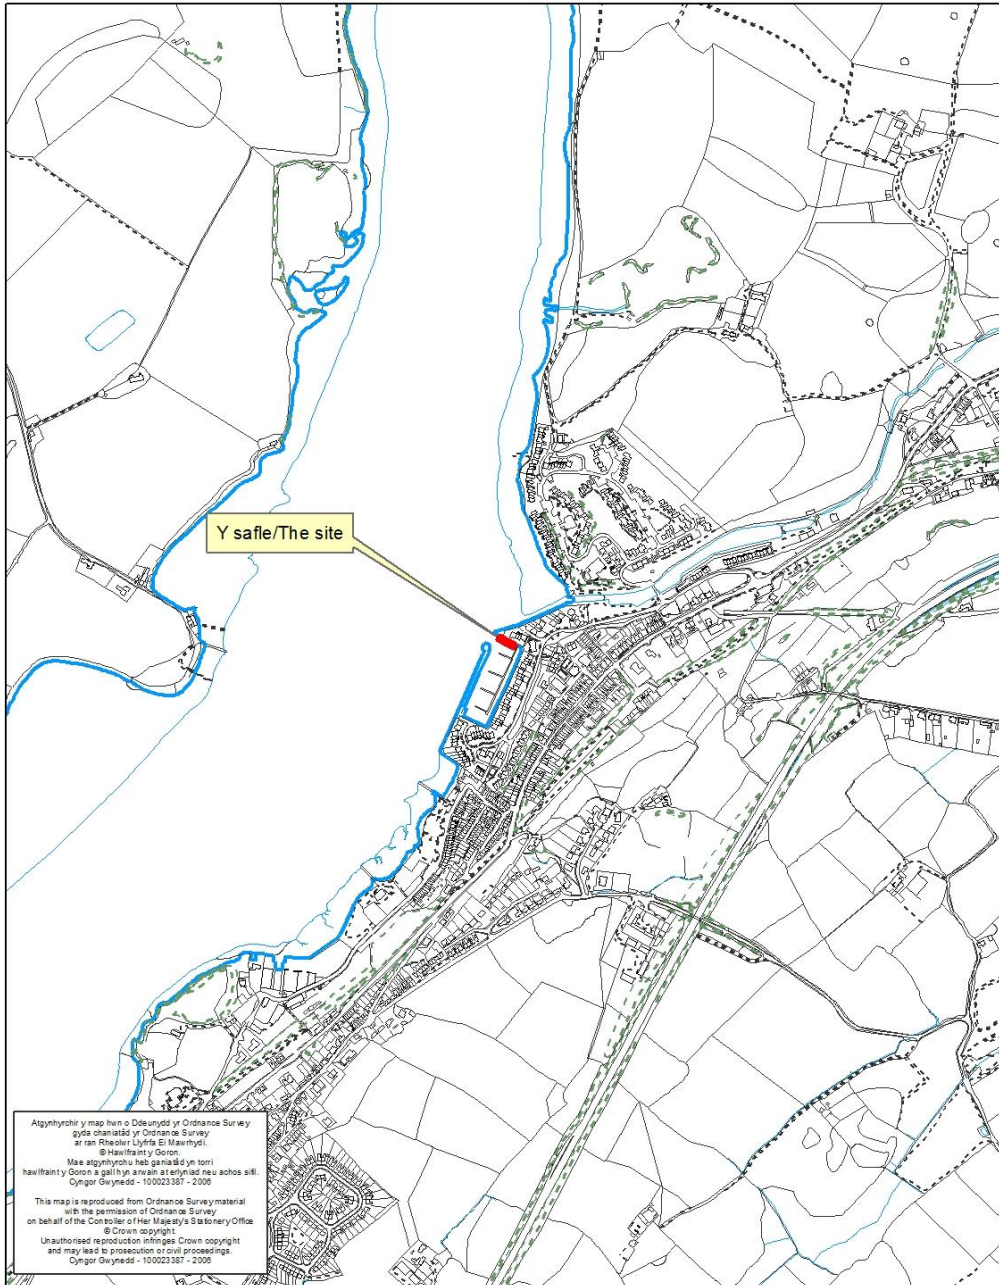 Y safle/The site
Atgynhyrchir y map hwn o Ddeunydd yr Ordnance Survey
gyda chaniatâd yr Ordnance Survey
ar ran Rheolwr Llyfrfa Ei Mawrhydi.
© Hawlfraint y Goron.
Mae atgynhyrchu heb ganiatâd yn torri
hawlfraint y Goron a gall hyn arwain at erlyniad neu achos sifil.
Cyngor Gwynedd - 100023387 - 2006
This map is reproduced from Ordnance Survey material
with the permission of Ordnance Survey
on behalf of the Controller of Her Majesty's Stationery Office
© Crown copyright.
Unauthorised reproduction infringes Crown copyright
and may lead to prosecution or civil proceedings.
Cyngor Gwynedd - 100023387 - 2006